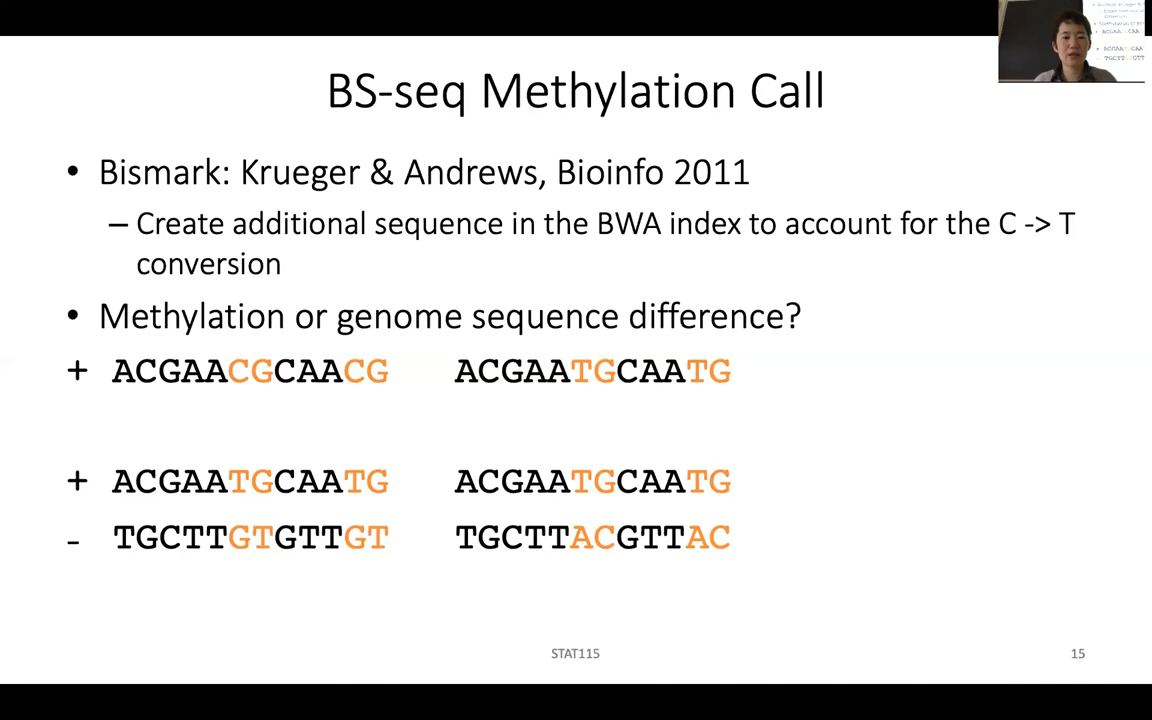 BS-seq Methylation Call
• Bismark: Krueger & Andrews, Bioinfo 2011
– Create additional sequence in the BWA index to account for the C -> T
conversion
• Methylation or genome sequence difference?
+ ACGAACGCAACG ACGAATGCAATG
+ ACGAATGCAATG ACGAATGCAATG
- TGCTTGTGTTGT TGCTTACGTTAC
STAT115
15